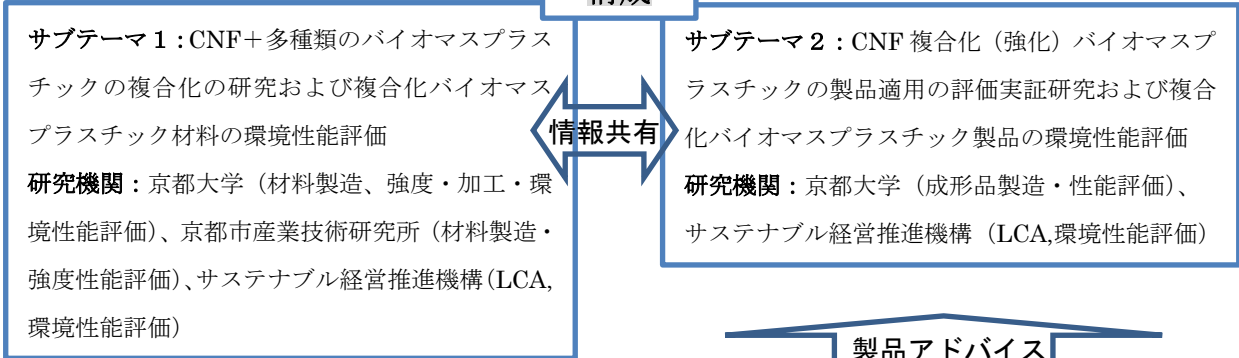 構成
サブテーマ1：CNF＋多種類のバイオマスプラス
チックの複合化の研究および複合化バイオマス
プラスチック材料の環境性能評価
研究機関：京都大学（材料製造、強度・加工・環
境性能評価）、京都市産業技術研究所（材料製造・
強度性能評価）、サステナブル経営推進機構（LCA,
環境性能評価）
情報共有
サブテーマ２：CNF 複合化（強化）バイオマスプ
ラスチックの製品適用の評価実証研究および複合
化バイオマスプラスチック製品の環境性能評価
研究機関：京都大学（成形品製造・性能評価）、
サステナブル経営推進機構（LCA,環境性能評価）
製品アドバイス